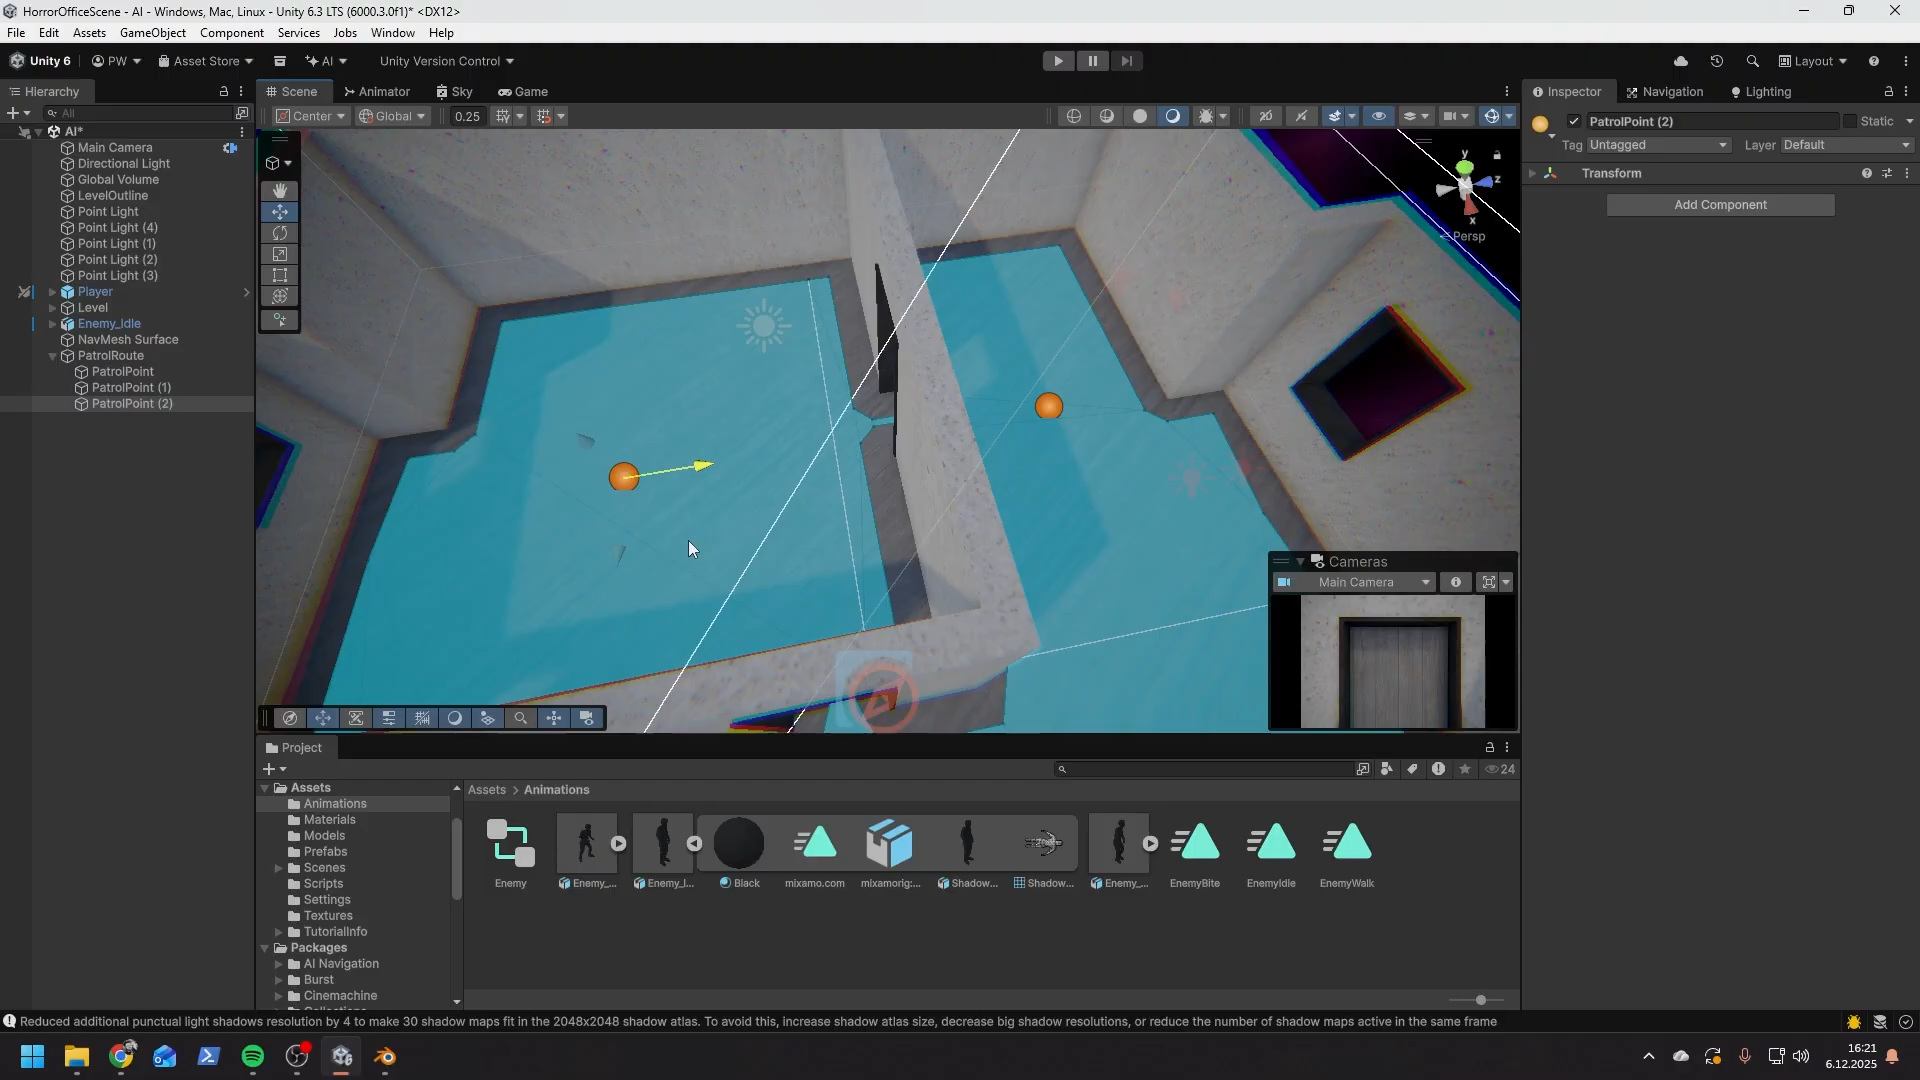 HorrorOfficeScene - AI - Windows, Mac, Linux - Unity 6.3 LTS (6000.3.0f1)* <DX12>
File Edit Assets GameObject Component Services Jobs Window Help
Unity 6 PW Asset Store AI Unity Version Control Layout
Hierarchy
All
AI*
Main Camera
Directional Light
Global Volume
LevelOutline
Point Light
Point Light (4)
Point Light (1)
Point Light (2)
Point Light (3)
Player
Level
Enemy_Idle
NavMesh Surface
PatrolRoute
PatrolPoint
PatrolPoint (1)
PatrolPoint (2)
Scene Animator Sky Game
Center Global 0.25 2D
y
z
x
Persp
Cameras
Main Camera
Inspector Navigation Lighting
PatrolPoint (2) Static
Tag Untagged Layer Default
Transform
Add Component
Project
24
Assets
Animations
Materials
Models
Prefabs
Scenes
Scripts
Settings
Textures
TutorialInfo
Packages
AI Navigation
Burst
Cinemachine
Assets > Animations
Enemy Enemy_... Enemy_I... Black mixamo.com mixamorig:... Shadow... Shadow... Enemy_... EnemyBite EnemyIdle EnemyWalk
Reduced additional punctual light shadows resolution by 4 to make 30 shadow maps fit in the 2048x2048 shadow atlas. To avoid this, increase shadow atlas size, decrease big shadow resolutions, or reduce the number of shadow maps active in the same frame
16:21
6.12.2025